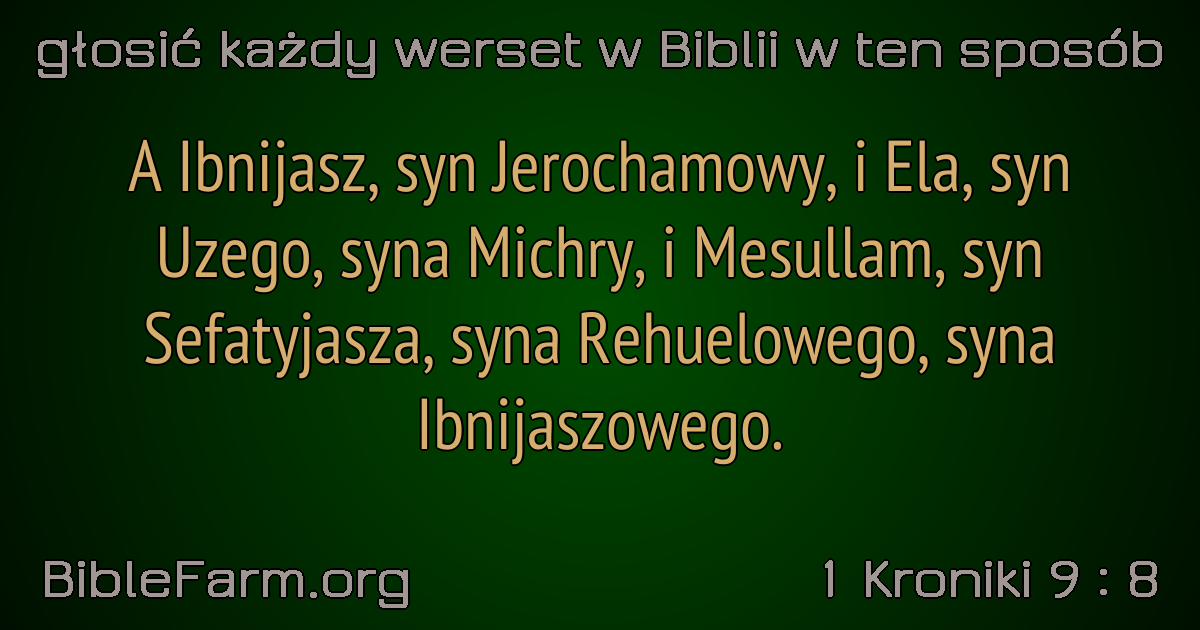 głosić każdy werset w Biblii w ten sposób
A Ibnijasz, syn Jerochamowy, i Ela, syn
Uzego, syna Michry, i Mesullam, syn
Sefatyjasza, syna Rehuelowego, syna
Ibnijaszowego.
BibleFarm.org
1 Kroniki 9 : 8